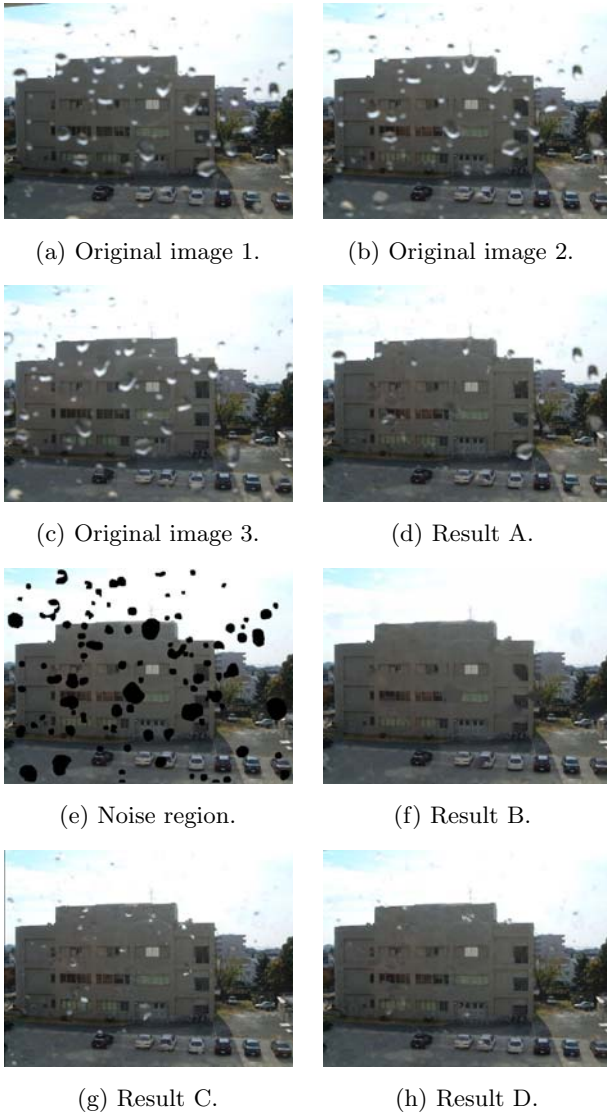 (a) Original image 1.
(b) Original image 2.
(c) Original image 3.
(d) Result A.
(e) Noise region.
(f) Result B.
(g) Result C.
(h) Result D.